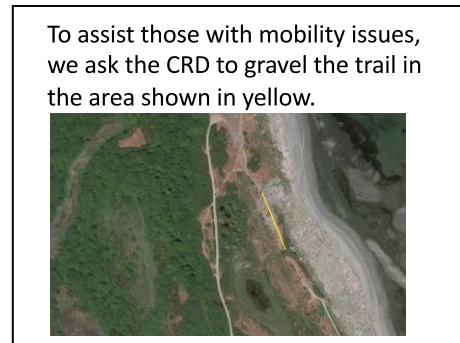 To assist those with mobility issues,
we ask the CRD to gravel the trail in
the area shown in yellow.